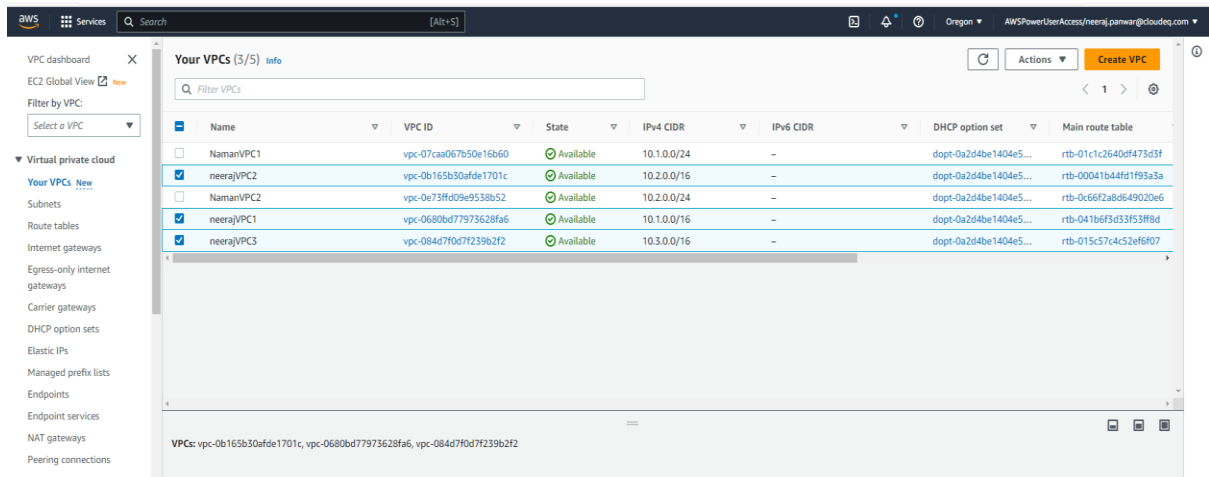 aws Services Search [Alt+S] Oregon AWSPowerUserAccess/neeraj.panwar@cloudeq.com
VPC dashboard
EC2 Global View New
Filter by VPC:
Select a VPC
Virtual private cloud
Your VPCs New
Subnets
Route tables
Internet gateways
Egress-only internet
gateways
Carrier gateways
DHCP option sets
Elastic IPs
Managed prefix lists
Endpoints
Endpoint services
NAT gateways
Peering connections
Your VPCs (3/5) Info Actions Create VPC
Filter VPCs 1
Name VPC ID State IPv4 CIDR IPv6 CIDR DHCP option set Main route table
NamanVPC1 vpc-07caa067b50e16b60 Available 10.1.0.0/24 – dopt-0a2d4be1404e5... rtb-01c1c2640df473d3f
neerajVPC2 vpc-0b165b30afde1701c Available 10.2.0.0/16 – dopt-0a2d4be1404e5... rtb-00041b44fd1f93a3a
NamanVPC2 vpc-0e73ffd09e9538b52 Available 10.2.0.0/24 – dopt-0a2d4be1404e5... rtb-0c66f2a8d649020e6
neerajVPC1 vpc-0680bd77973628fa6 Available 10.1.0.0/16 – dopt-0a2d4be1404e5... rtb-041b6f3d33f53ff8d
neerajVPC3 vpc-084d7f0d7f239b2f2 Available 10.3.0.0/16 – dopt-0a2d4be1404e5... rtb-015c57c4c52ef6f07
VPCs: vpc-0b165b30afde1701c, vpc-0680bd77973628fa6, vpc-084d7f0d7f239b2f2